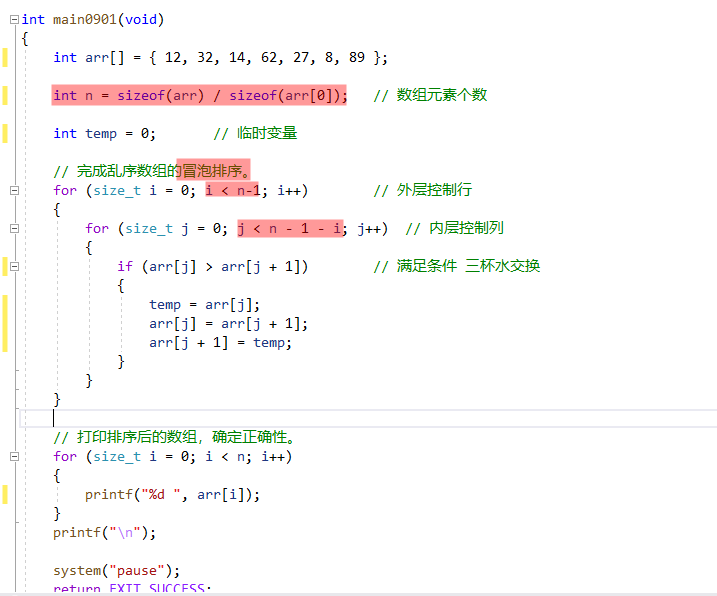 int main0901(void)
{
int arr[] = { 12, 32, 14, 62, 27, 8, 89 };
int n = sizeof(arr) / sizeof(arr[0]); // 数组元素个数
int temp = 0; // 临时变量
// 完成乱序数组的冒泡排序。
for (size_t i = 0; i < n-1; i++) // 外层控制行
{
for (size_t j = 0; j < n - 1 - i; j++) // 内层控制列
{
if (arr[j] > arr[j + 1]) // 满足条件 三杯水交换
{
temp = arr[j];
arr[j] = arr[j + 1];
arr[j + 1] = temp;
}
}
}
// 打印排序后的数组，确定正确性。
for (size_t i = 0; i < n; i++)
{
printf("%d ", arr[i]);
}
printf("\n");
system("pause");
return EXIT_SUCCESS;